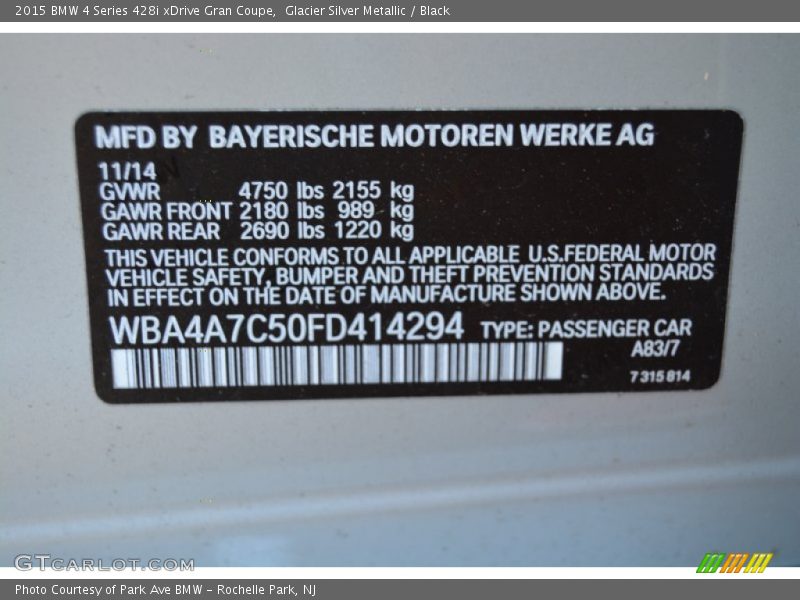 2015 BMW 4 Series 428i xDrive Gran Coupe,  Glacier Silver Metallic / Black
MFD BY BAYERISCHE MOTOREN WERKE AG
11/14
GVWR 4750 lbs 2155 kg
GAWR FRONT 2180 lbs 989 kg
GAWR REAR 2690 lbs 1220 kg
THIS VEHICLE CONFORMS TO ALL APPLICABLE U.S.FEDERAL MOTOR
VEHICLE SAFETY, BUMPER AND THEFT PREVENTION STANDARDS
IN EFFECT ON THE DATE OF MANUFACTURE SHOWN ABOVE.
WBA4A7C50FD414294 TYPE: PASSENGER CAR
A83/7
7 315 814
GTCARLOT.COM
Photo Courtesy of Park Ave BMW - Rochelle Park, NJ